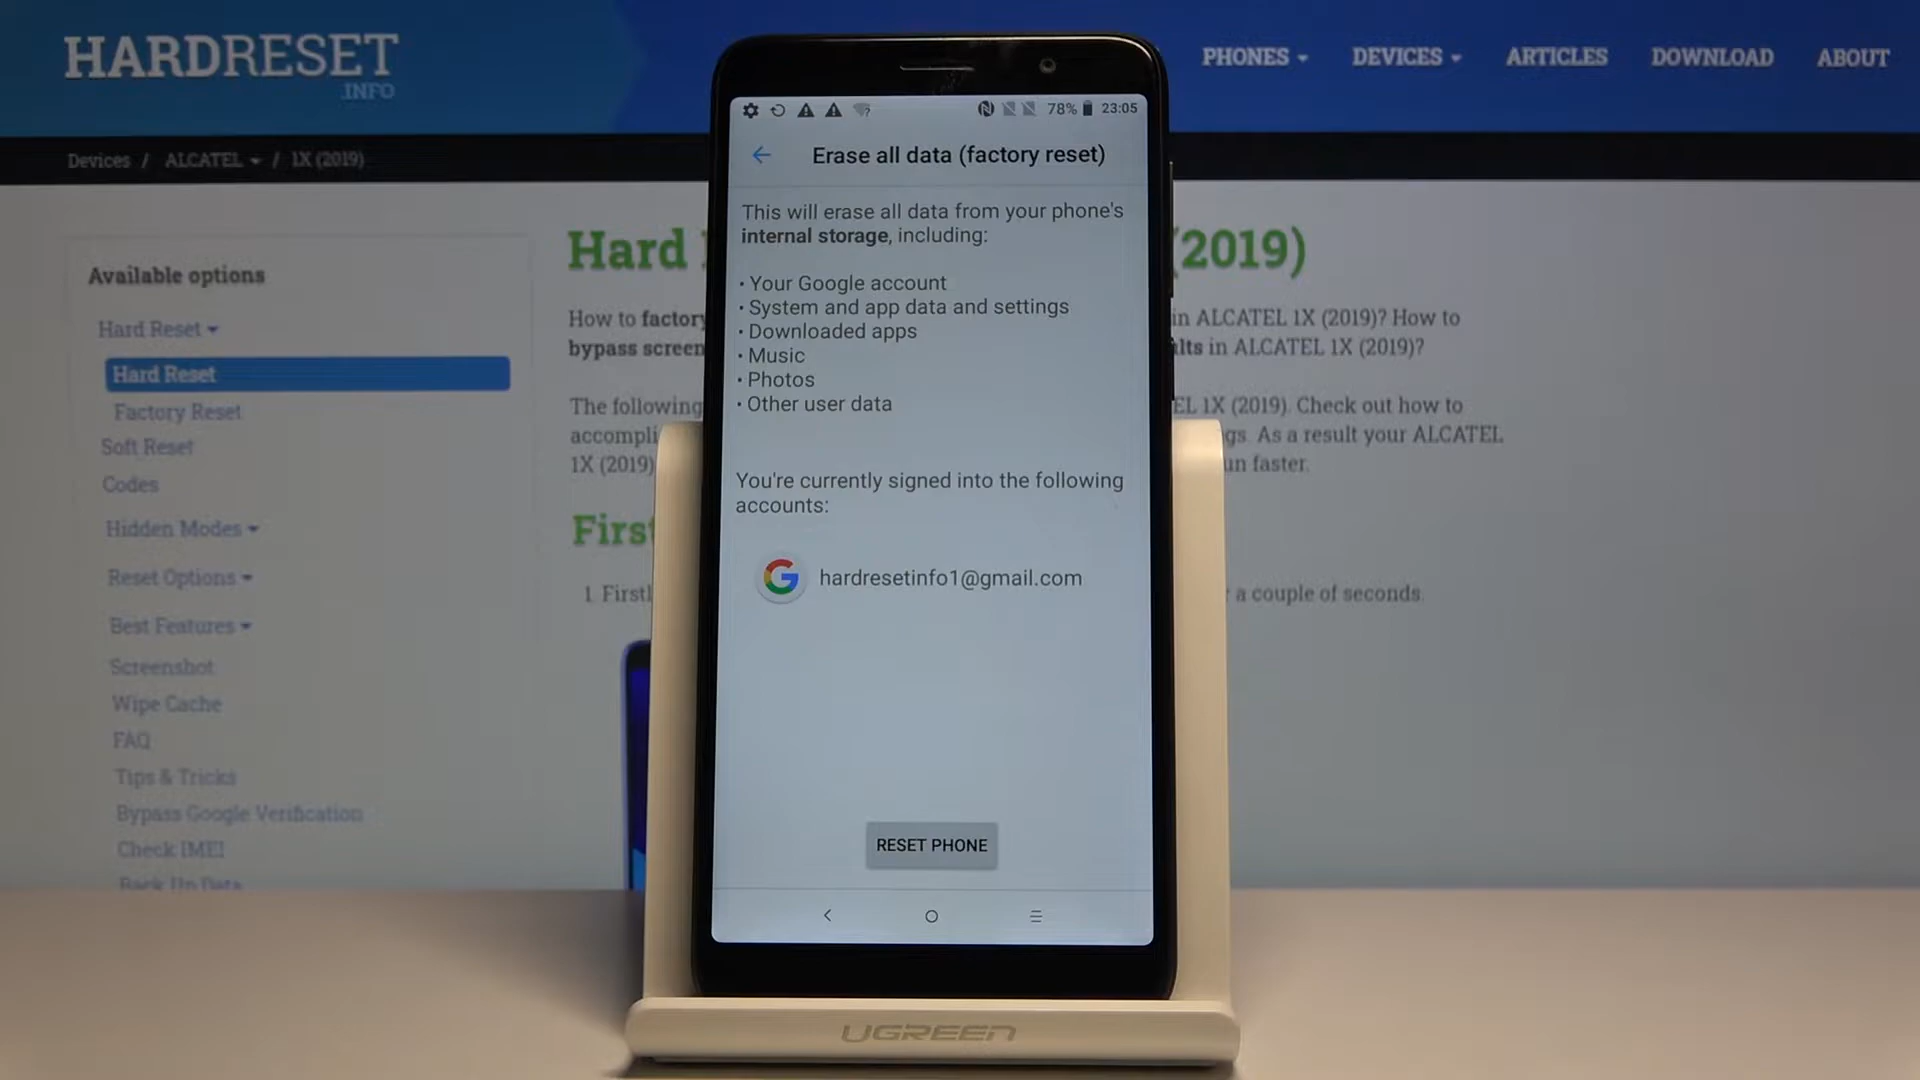 HARDRESET
.INFO
PHONES
DEVICES
ARTICLES
DOWNLOAD
ABOUT
Devices / ALCATEL / 1X (2019)
Available options
Hard Reset
Hard Reset
Factory Reset
Soft Reset
Codes
Hidden Modes
Reset Options
Best Features
Screenshot
Wipe Cache
FAQ
Tips & Tricks
Bypass Google Verification
Check IMEI
Back Up Data
Hard
(2019)
How to factory
in ALCATEL 1X (2019)? How to
bypass screen
in ALCATEL 1X (2019)?
The following
1X (2019). Check out how to
As a result your ALCATEL
1X (2019)
faster.
First
1. Firstl
a couple of seconds.
78% 23:05
Erase all data (factory reset)
This will erase all data from your phone's
internal storage, including:
• Your Google account
• System and app data and settings
• Downloaded apps
• Music
• Photos
• Other user data
You're currently signed into the following
accounts:
G hardresetinfo1@gmail.com
RESET PHONE
UGREEN